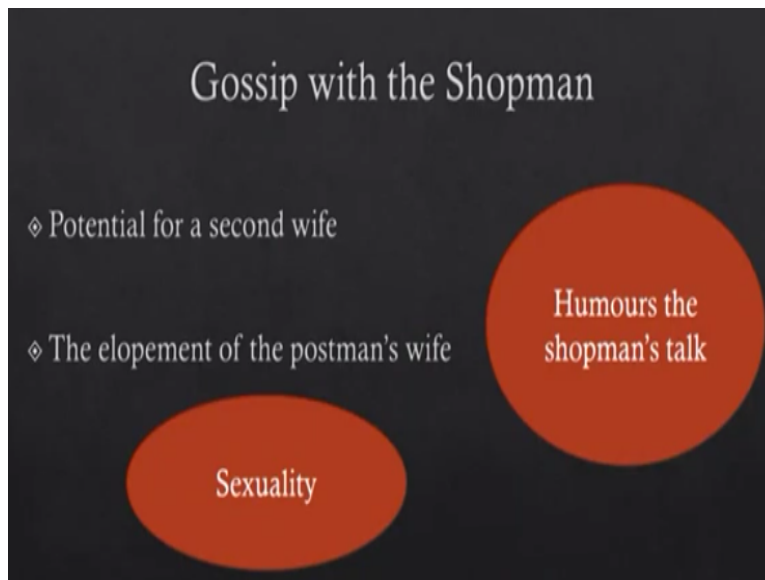 Gossip with the Shopman
Potential for a second wife
Humours the
shopman's talk
The elopement of the postman's wife
Sexuality